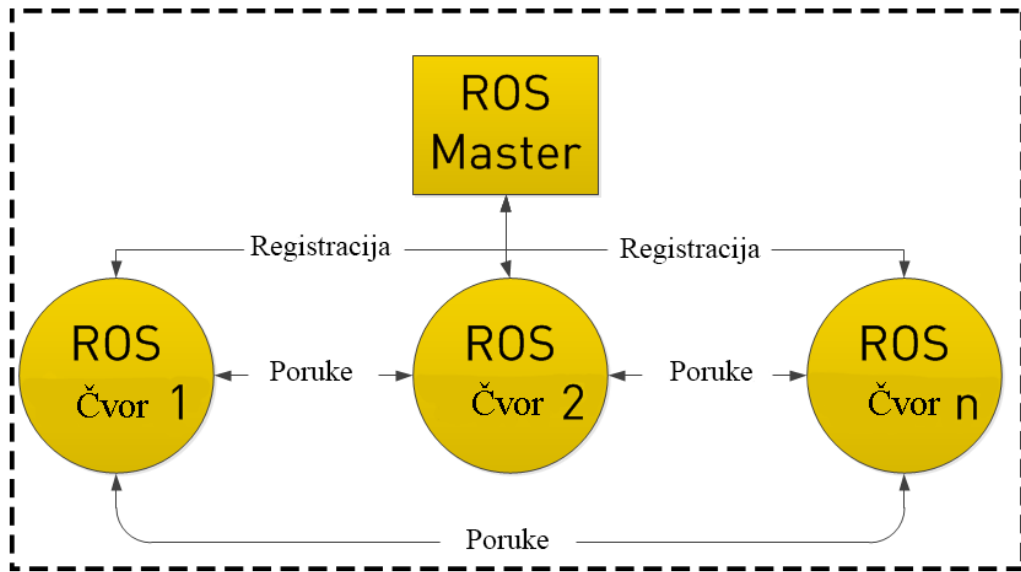 ROS
Master
Registracija
Registracija
ROS
Čvor 1
Poruke
ROS
Čvor 2
Poruke
ROS
Čvor n
Poruke